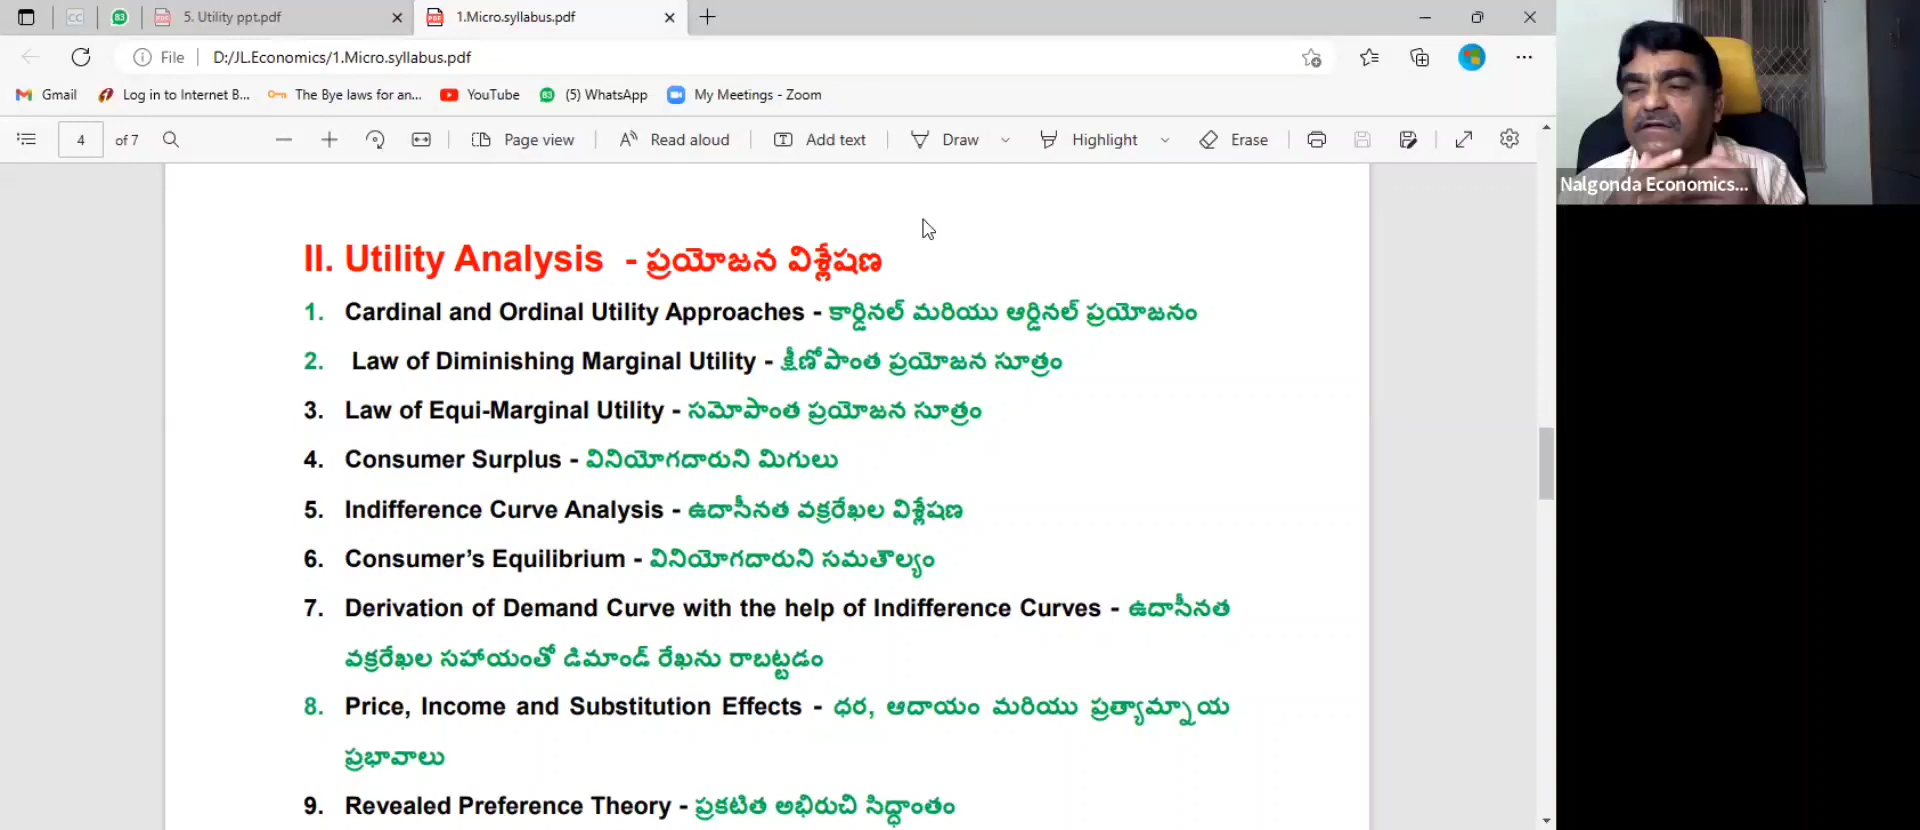 CC 83 5. Utility ppt.pdf 1.Micro.syllabus.pdf
File D:/JL.Economics/1.Micro.syllabus.pdf
Gmail Log in to Internet B... The Bye laws for an... YouTube (5) WhatsApp My Meetings - Zoom
4 of 7 Page view Read aloud Add text Draw Highlight Erase
Nalgonda Economics...
II. Utility Analysis - ప్రయోజన విశ్లేషణ
1. Cardinal and Ordinal Utility Approaches - కార్డినల్ మరియు ఆర్డినల్ ప్రయోజనం
2. Law of Diminishing Marginal Utility - క్షీణోపాంత ప్రయోజన సూత్రం
3. Law of Equi-Marginal Utility - సమోపాంత ప్రయోజన సూత్రం
4. Consumer Surplus - వినియోగదారుని మిగులు
5. Indifference Curve Analysis - ఉదాసీనత వక్రరేఖల విశ్లేషణ
6. Consumer’s Equilibrium - వినియోగదారుని సమతౌల్యం
7. Derivation of Demand Curve with the help of Indifference Curves - ఉదాసీనత
వక్రరేఖల సహాయంతో డిమాండ్ రేఖను రాబట్టడం
8. Price, Income and Substitution Effects - ధర, ఆదాయం మరియు ప్రత్యామ్నాయ
ప్రభావాలు
9. Revealed Preference Theory - ప్రకటిత అభిరుచి సిద్ధాంతం